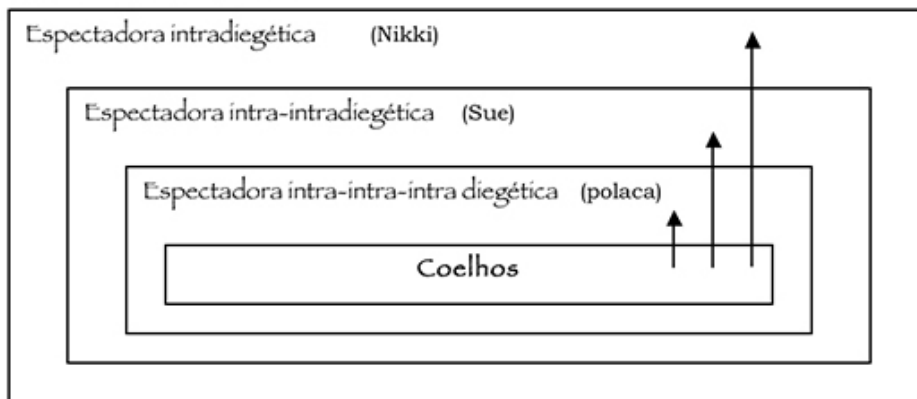 Espectadora intradiegética (Nikki)
Espectadora intra-intradiegética (Sue)
Espectadora intra-intra-intra diegética (polaca)
Coelhos